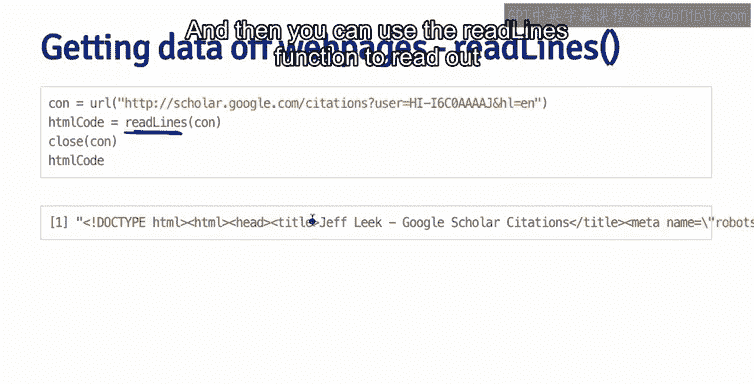 And then you can use the readLines
function to read out
Getting data off webpages - readLines()
con = url("http://scholar.google.com/citations?user=HI-I6C0AAAAJ&hl=en")
htmlCode = readLines(con)
close(con)
htmlCode
[1] "<!DOCTYPE html><html><head><title>Jeff Leek - Google Scholar Citations</title><meta name=\"robots